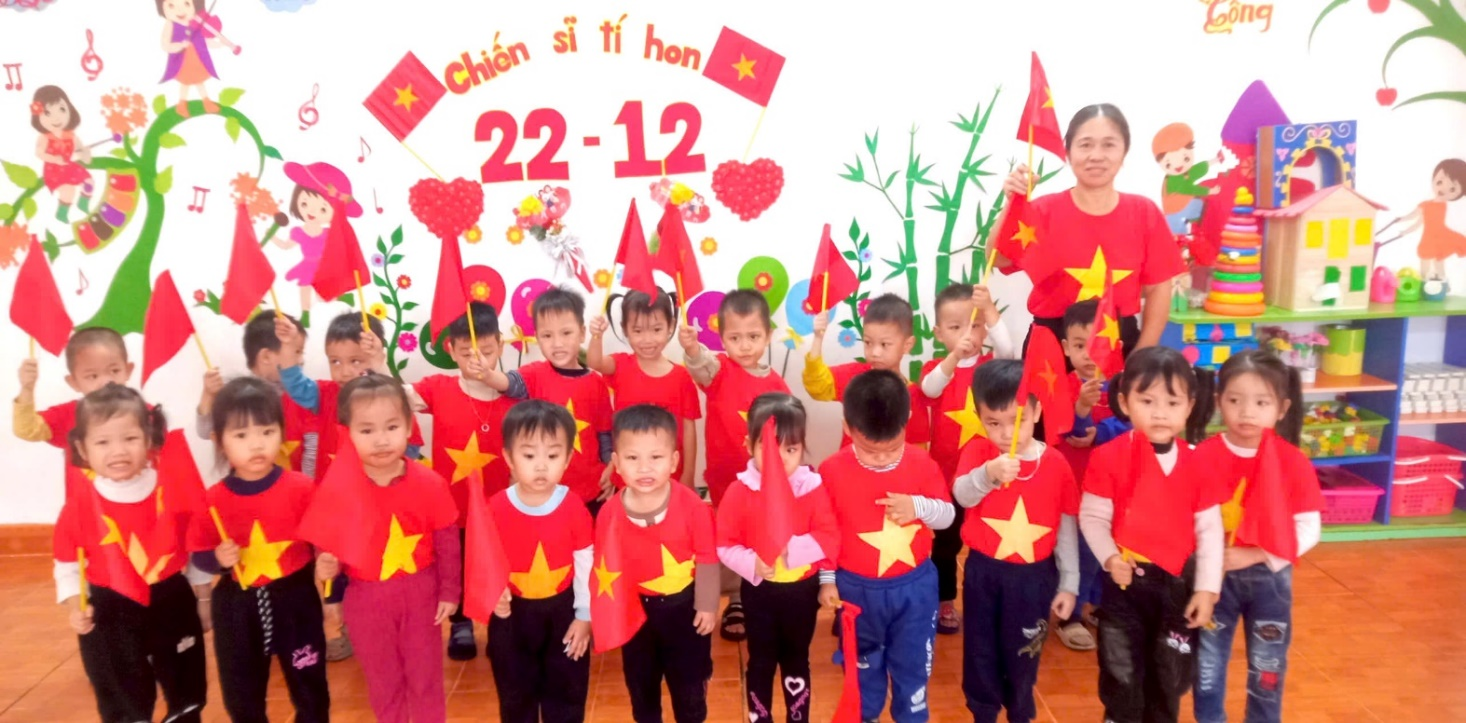 Chiến sĩ tí hon
22-12
Công